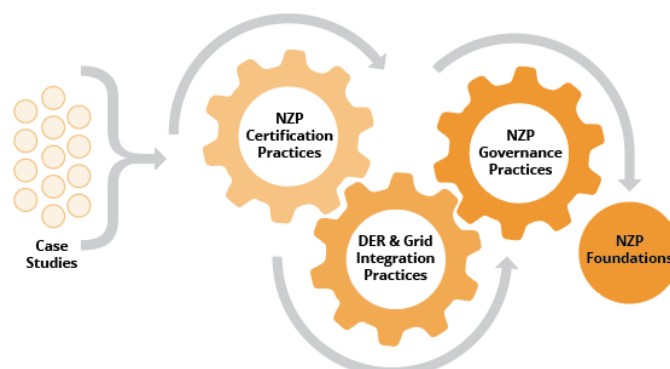 Case
Studies
NZP
Certification
Practices
DER & Grid
Integration
Practices
NZP
Governance
Practices
NZP
Foundations